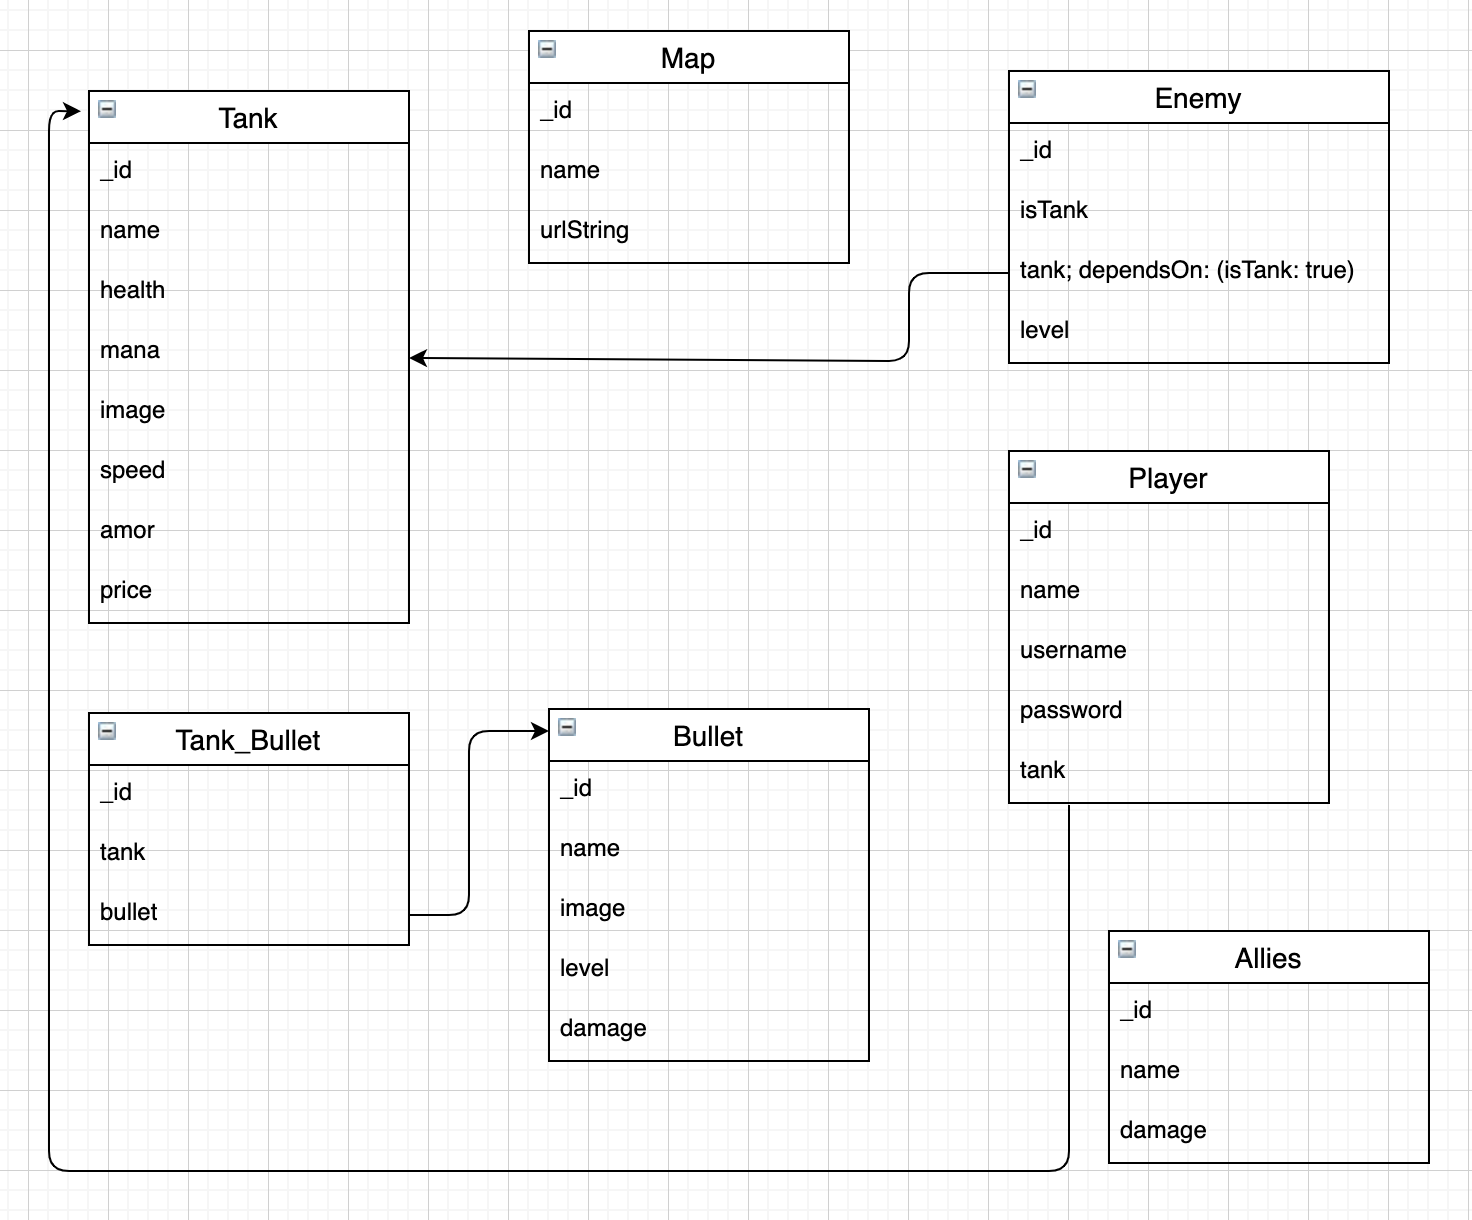 Map
_id
name
urlString
Enemy
_id
isTank
tank; dependsOn: (isTank: true)
level
Tank
_id
name
health
mana
image
speed
amor
price
Player
_id
name
username
password
tank
Tank_Bullet
_id
tank
bullet
Bullet
_id
name
image
level
damage
Allies
_id
name
damage